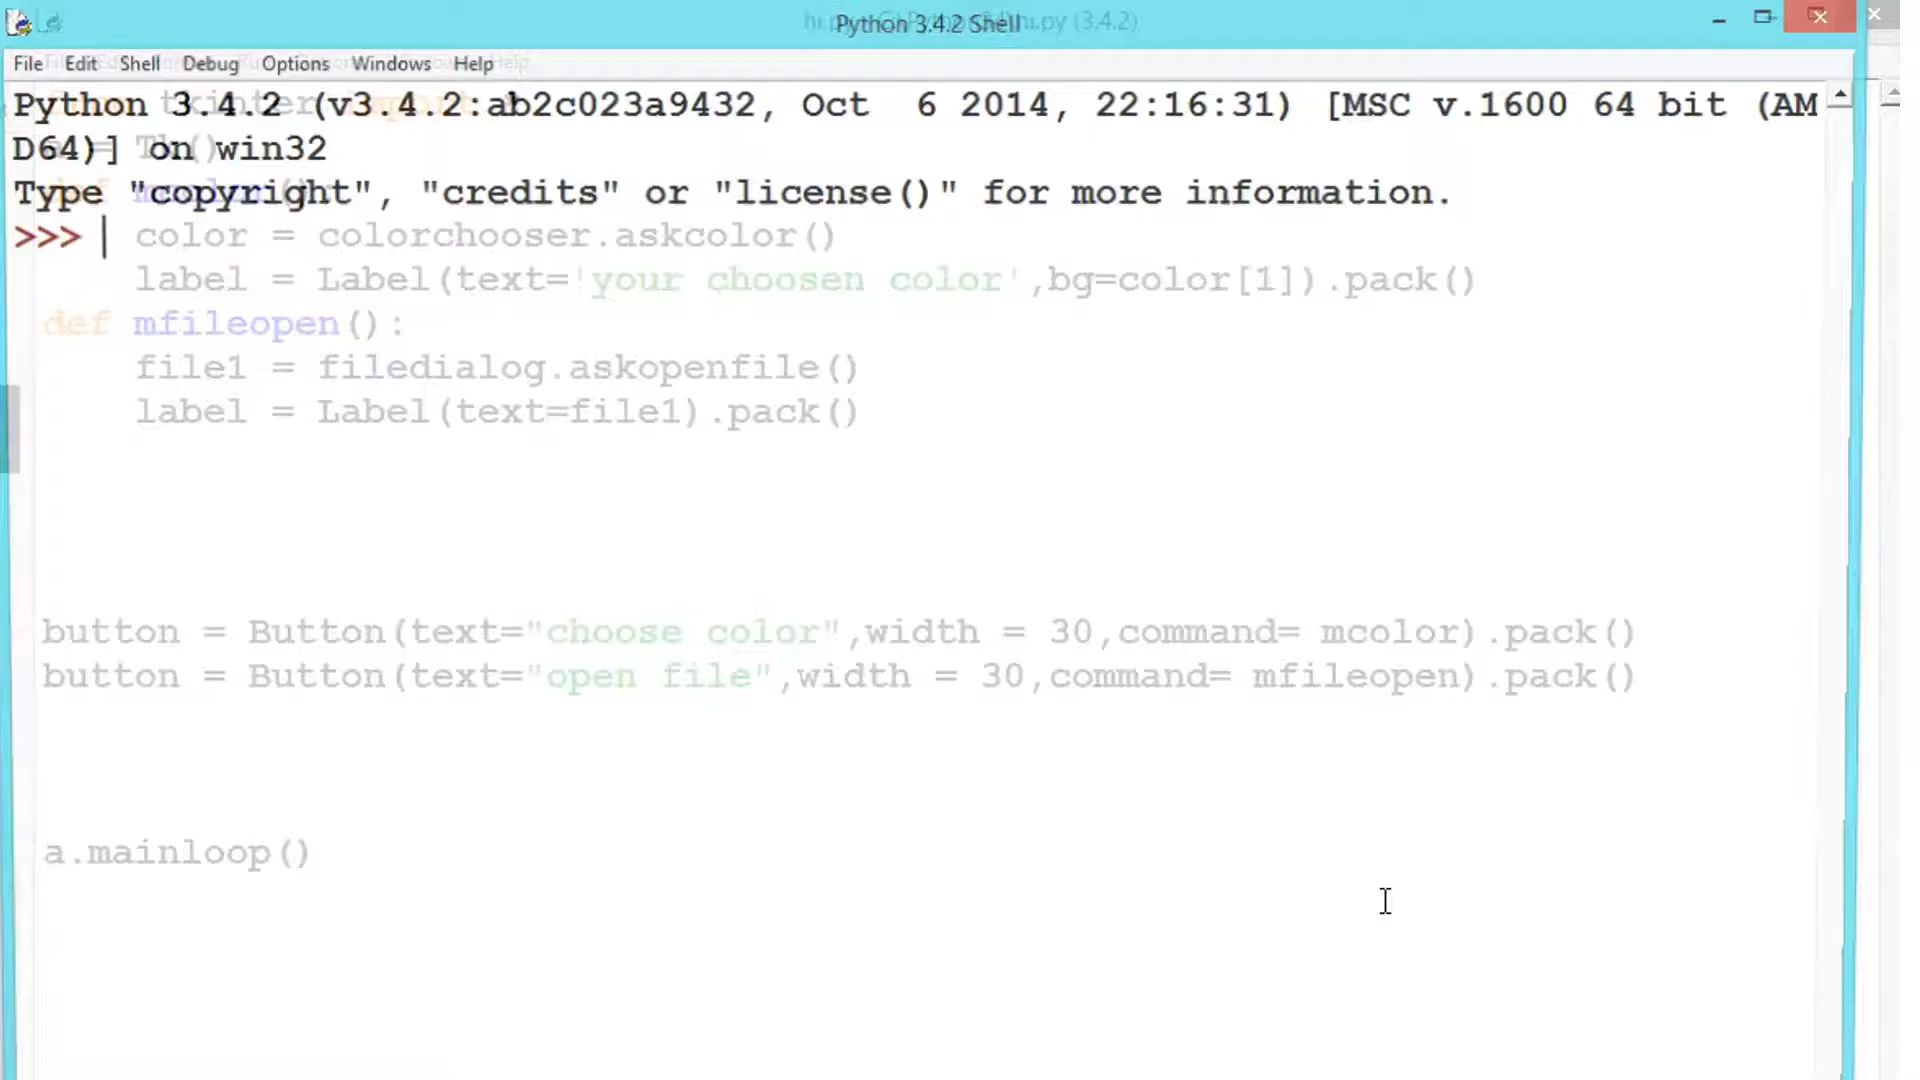 Python 3.4.2 Shell
File Edit Shell Debug Options Windows Help
Python 3.4.2 (v3.4.2:ab2c023a9432, Oct  6 2014, 22:16:31) [MSC v.1600 64 bit (AM
D64)] on win32
Type "copyright", "credits" or "license()" for more information.
>>>
color = colorchooser.askcolor()
label = Label(text='your choosen color',bg=color[1]).pack()
def mfileopen():
file1 = filedialog.askopenfile()
label = Label(text=file1).pack()
button = Button(text="choose color",width = 30,command= mcolor).pack()
button = Button(text="open file",width = 30,command= mfileopen).pack()
a.mainloop()